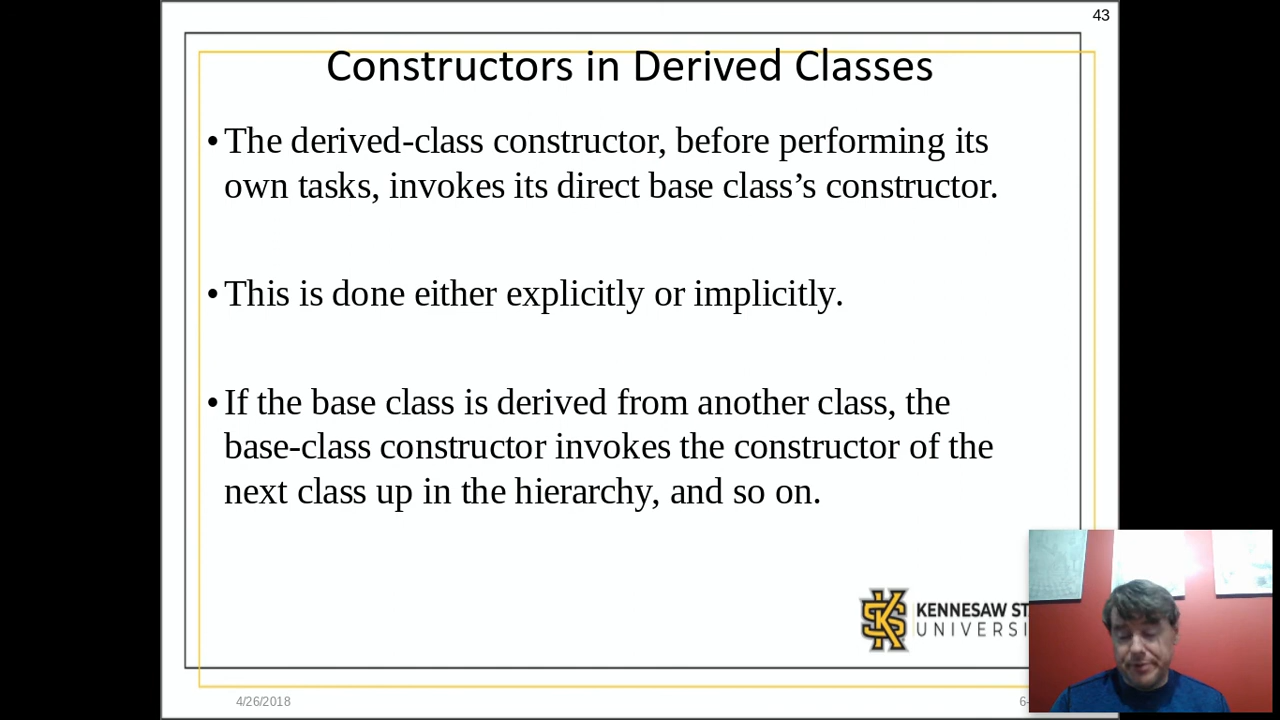 43
Constructors in Derived Classes
• The derived-class constructor, before performing its
own tasks, invokes its direct base class’s constructor.
• This is done either explicitly or implicitly.
• If the base class is derived from another class, the
base-class constructor invokes the constructor of the
next class up in the hierarchy, and so on.
KENNESAW
4/26/2018